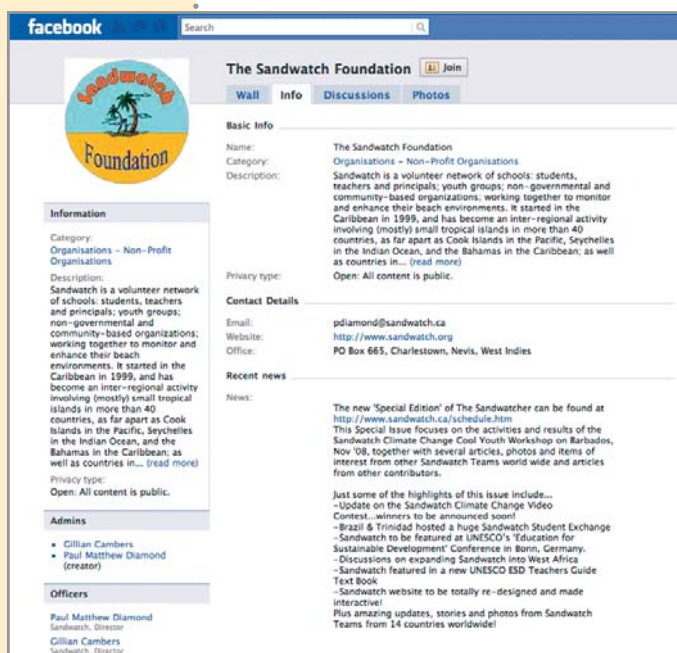 facebook
Search
Sandwatch
Foundation
The Sandwatch Foundation
Join
Wall Info Discussions Photos
Information
Category:
Organisations - Non-Profit
Organisations
Description:
Sandwatch is a volunteer network
of schools: students, teachers
and principals; youth groups;
non-governmental and
community-based organizations;
working together to monitor and
enhance their beach
environments. It started in the
Caribbean in 1999, and has
become an inter-regional activity
involving (mostly) small tropical
islands in more than 40
countries, as far apart as Cook
Islands in the Pacific, Seychelles
in the Indian Ocean, and the
Bahamas in the Caribbean; as
well as countries in... (read more)
Privacy type:
Open: All content is public.
Admins
• Gillian Cambers
• Paul Matthew Diamond
(creator)
Officers
Paul Matthew Diamond
Sandwatch, Director
Gillian Cambers
Sandwatch, Director
Basic Info
Name: The Sandwatch Foundation
Category: Organisations - Non-Profit Organisations
Description: Sandwatch is a volunteer network of schools: students,
teachers and principals; youth groups; non-governmental and
community-based organizations; working together to monitor
and enhance their beach environments. It started in the
Caribbean in 1999, and has become an inter-regional activity
involving (mostly) small tropical islands in more than 40
countries, as far apart as Cook Islands in the Pacific, Seychelles
in the Indian Ocean, and the Bahamas in the Caribbean; as well
as countries in... (read more)
Privacy type: Open: All content is public.
Contact Details
Email: pdiamond@sandwatch.ca
Website: http://www.sandwatch.org
Office: PO Box 665, Charlestown, Nevis, West Indies
Recent news
News:
The new 'Special Edition' of The Sandwatcher can be found at
http://www.sandwatch.ca/schedule.htm
This Special Issue focuses on the activities and results of the
Sandwatch Climate Change Cool Youth Workshop on Barbados,
Nov '08, together with several articles, photos and items of
interest from other Sandwatch Teams world wide and articles
from other contributors.
Just some of the highlights of this issue include...
-Update on the Sandwatch Climate Change Video
Contest...winners to be announced soon!
-Brazil & Trinidad hosted a huge Sandwatch Student Exchange
-Sandwatch to be featured at UNESCO's 'Education for
Sustainable Development' Conference in Bonn, Germany.
-Discussions on expanding Sandwatch into West Africa
-Sandwatch featured in a new UNESCO ESD Teachers Guide
Text Book
-Sandwatch website to be totally re-designed and made
interactive!
Plus amazing updates, stories and photos from Sandwatch
Teams from 14 countries worldwide!